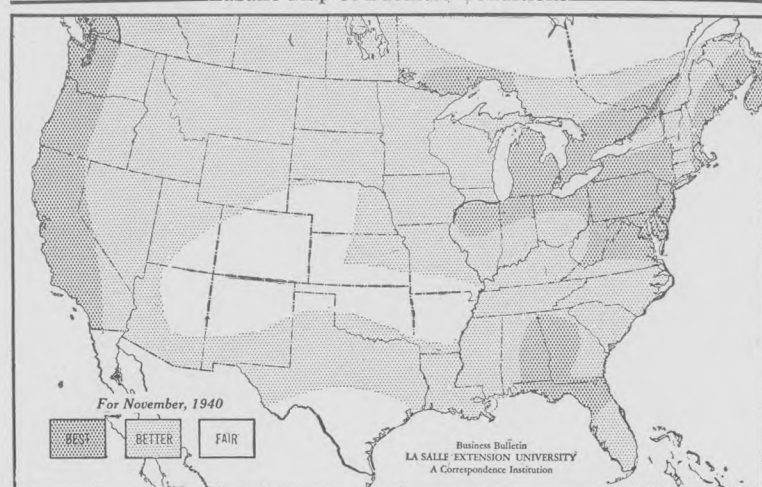 For November, 1940
BEST
BETTER
FAIR
Business Bulletin
LA SALLE EXTENSION UNIVERSITY
A Correspondence Institution